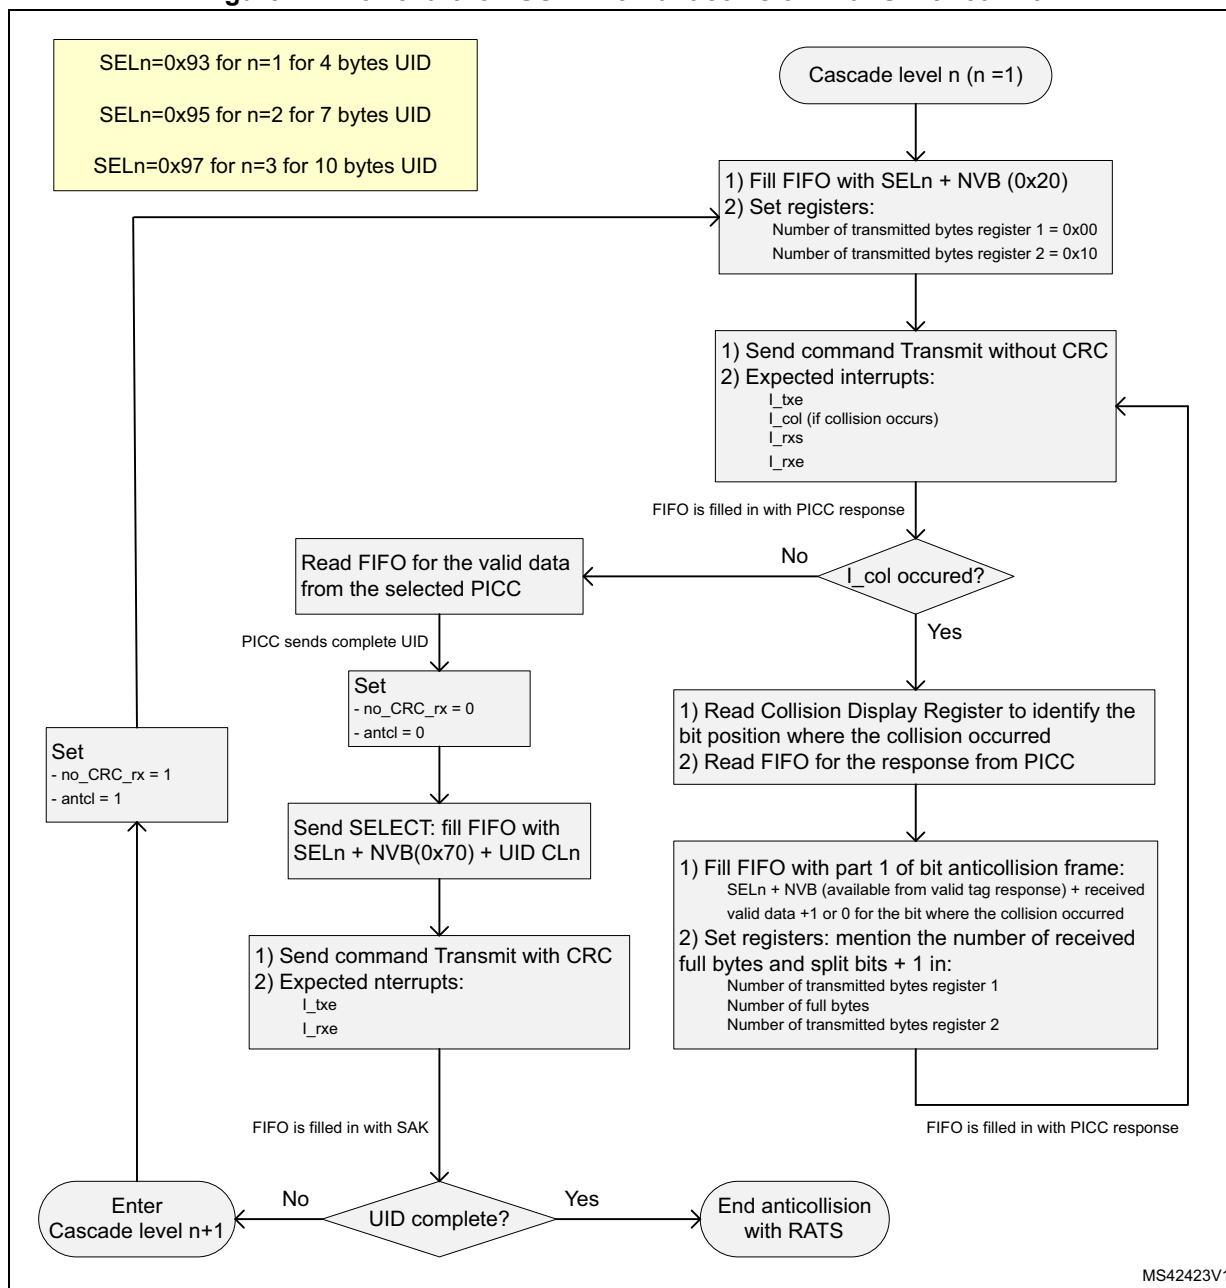 SELn=0x93 for n=1 for 4 bytes UID
SELn=0x95 for n=2 for 7 bytes UID
SELn=0x97 for n=3 for 10 bytes UID
Cascade level n (n =1)
1) Fill FIFO with SELn + NVB (0x20)
2) Set registers:
Number of transmitted bytes register 1 = 0x00
Number of transmitted bytes register 2 = 0x10
1) Send command Transmit without CRC
2) Expected interrupts:
I_txe
I_col (if collision occurs)
I_rxs
I_rxe
FIFO is filled in with PICC response
I_col occured?
No
Yes
Read FIFO for the valid data
from the selected PICC
PICC sends complete UID
Set
- no_CRC_rx = 0
- antcl = 0
Send SELECT: fill FIFO with
SELn + NVB(0x70) + UID CLn
1) Send command Transmit with CRC
2) Expected nterrupts:
I_txe
I_rxe
FIFO is filled in with SAK
1) Read Collision Display Register to identify the
bit position where the collision occurred
2) Read FIFO for the response from PICC
1) Fill FIFO with part 1 of bit anticollision frame:
SELn + NVB (available from valid tag response) + received
valid data +1 or 0 for the bit where the collision occurred
2) Set registers: mention the number of received
full bytes and split bits + 1 in:
Number of transmitted bytes register 1
Number of full bytes
Number of transmitted bytes register 2
FIFO is filled in with PICC response
Set
- no_CRC_rx = 1
- antcl = 1
Enter
Cascade level n+1
No
UID complete?
Yes
End anticollision
with RATS
MS42423V1